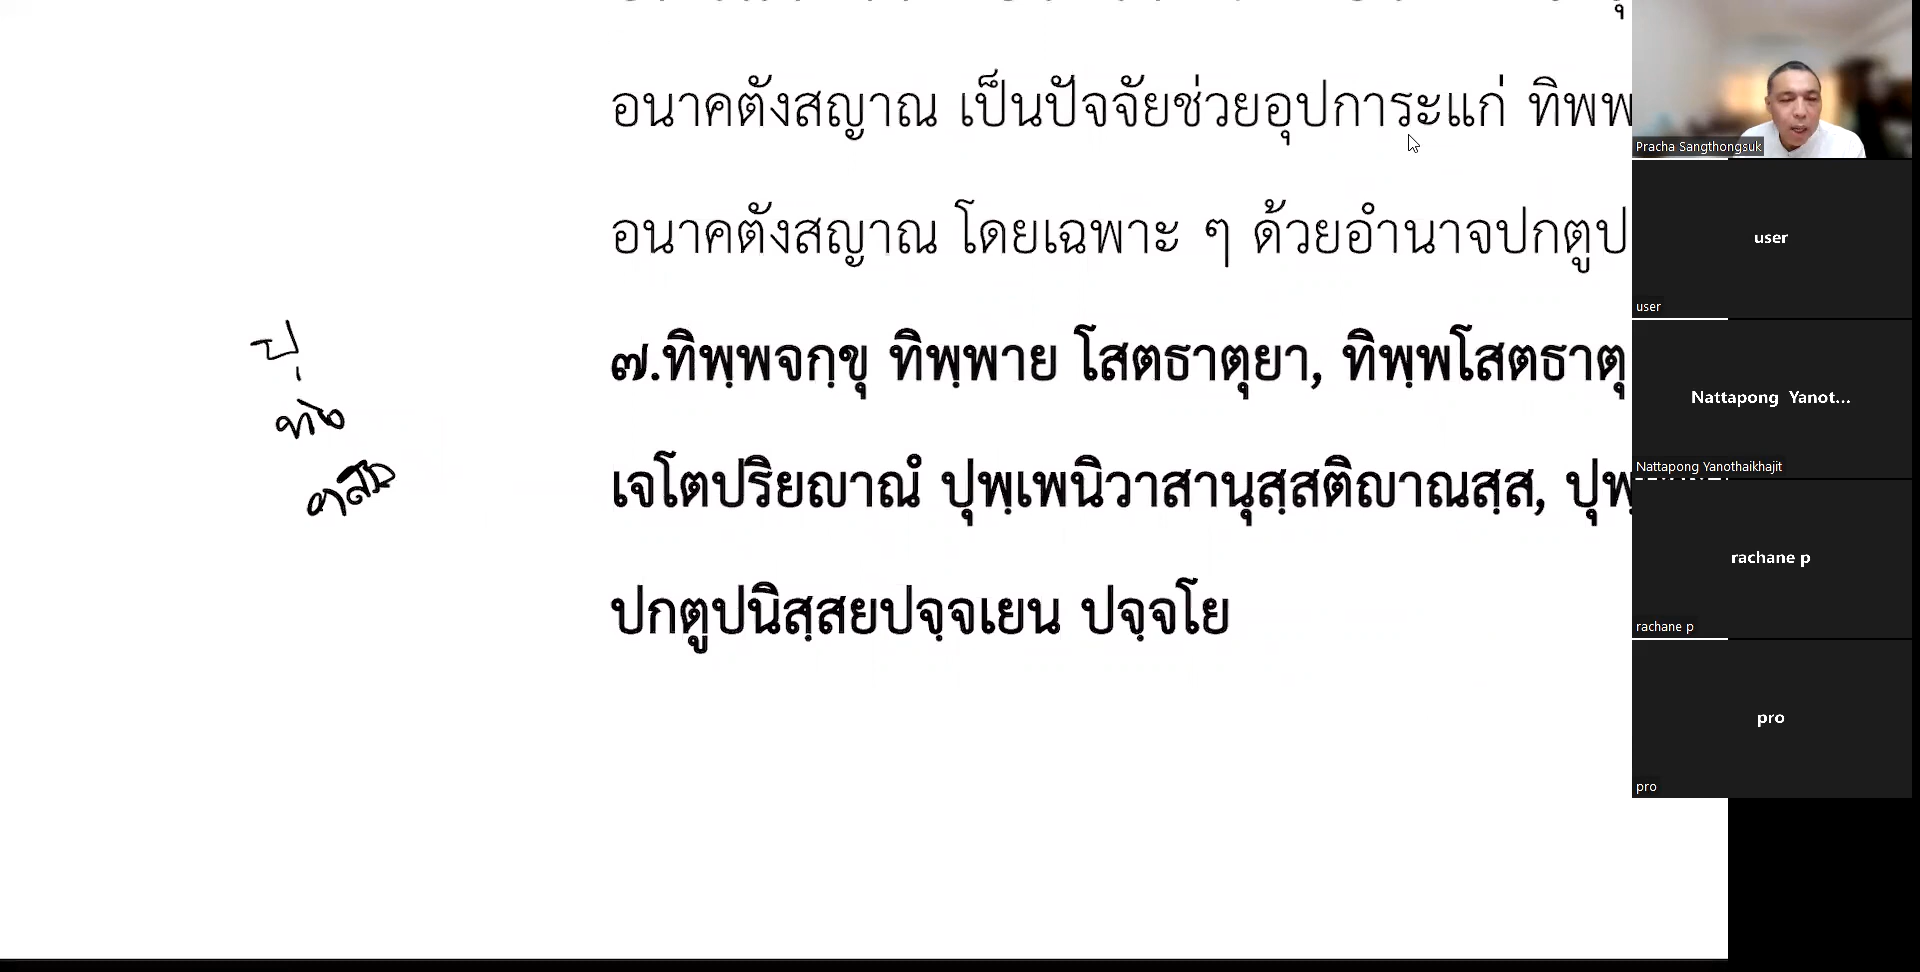 อนาคตังสญาณ เป็นปัจจัยช่วยอุปการะแก่ ทิพพ
อนาคตังสญาณ โดยเฉพาะ ๆ ด้วยอำนาจปกตูป
๗.ทิพฺพจกฺขุ ทิพฺพาย โสตธาตุยา, ทิพฺพโสตธาตุ
เจโตปริยญาณํ ปุพฺเพนิวาสานุสฺสติญาณสฺส, ปุพฺ
ปกตูปนิสฺสยปจฺจเยน ปจฺจโย
Pracha Sangthongsuk
user
user
Nattapong Yanot...
Nattapong Yanothaikhajit
rachane p
rachane p
pro
pro